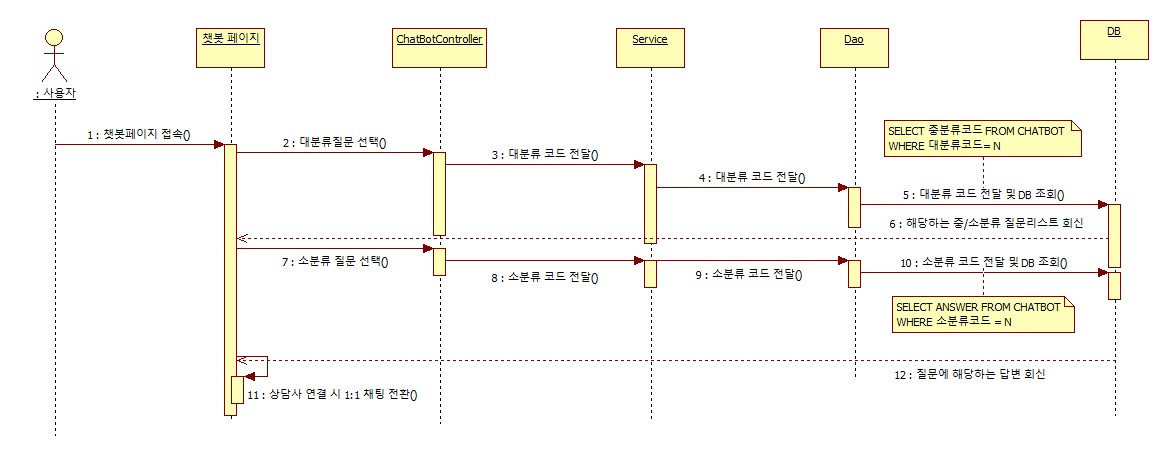 챗봇 페이지
ChatBotController
Service
Dao
DB
: 사용자
1 : 챗봇페이지 접속()
2 : 대분류질문 선택()
3 : 대분류 코드 전달()
4 : 대분류 코드 전달()
SELECT 중분류코드 FROM CHATBOT
WHERE 대분류코드= N
5 : 대분류 코드 전달 및 DB 조회()
6 : 해당하는 중/소분류 질문리스트 회신
7 : 소분류 질문 선택()
8 : 소분류 코드 전달()
9 : 소분류 코드 전달()
10 : 소분류 코드 전달 및 DB 조회()
SELECT ANSWER FROM CHATBOT
WHERE 소분류코드 = N
12 : 질문에 해당하는 답변 회신
11 : 상담사 연결 시 1:1 채팅 전환()